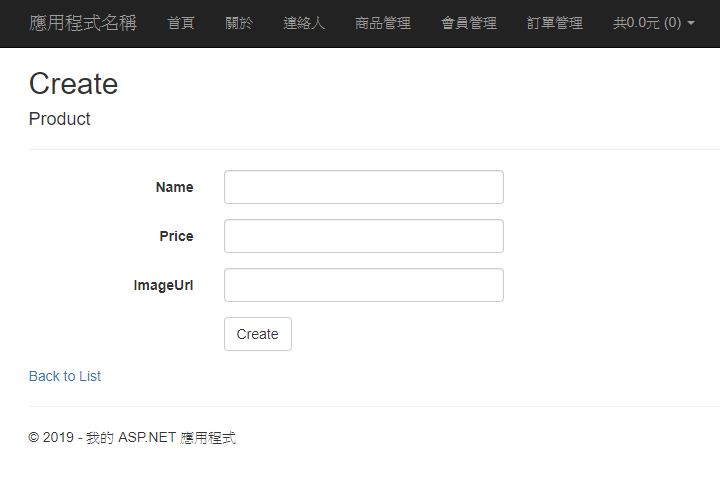 應用程式名稱 首頁 關於 連絡人 商品管理 會員管理 訂單管理 共0.0元 (0)
Create
Product
Name
Price
ImageUrl
Create
Back to List
© 2019 - 我的 ASP.NET 應用程式